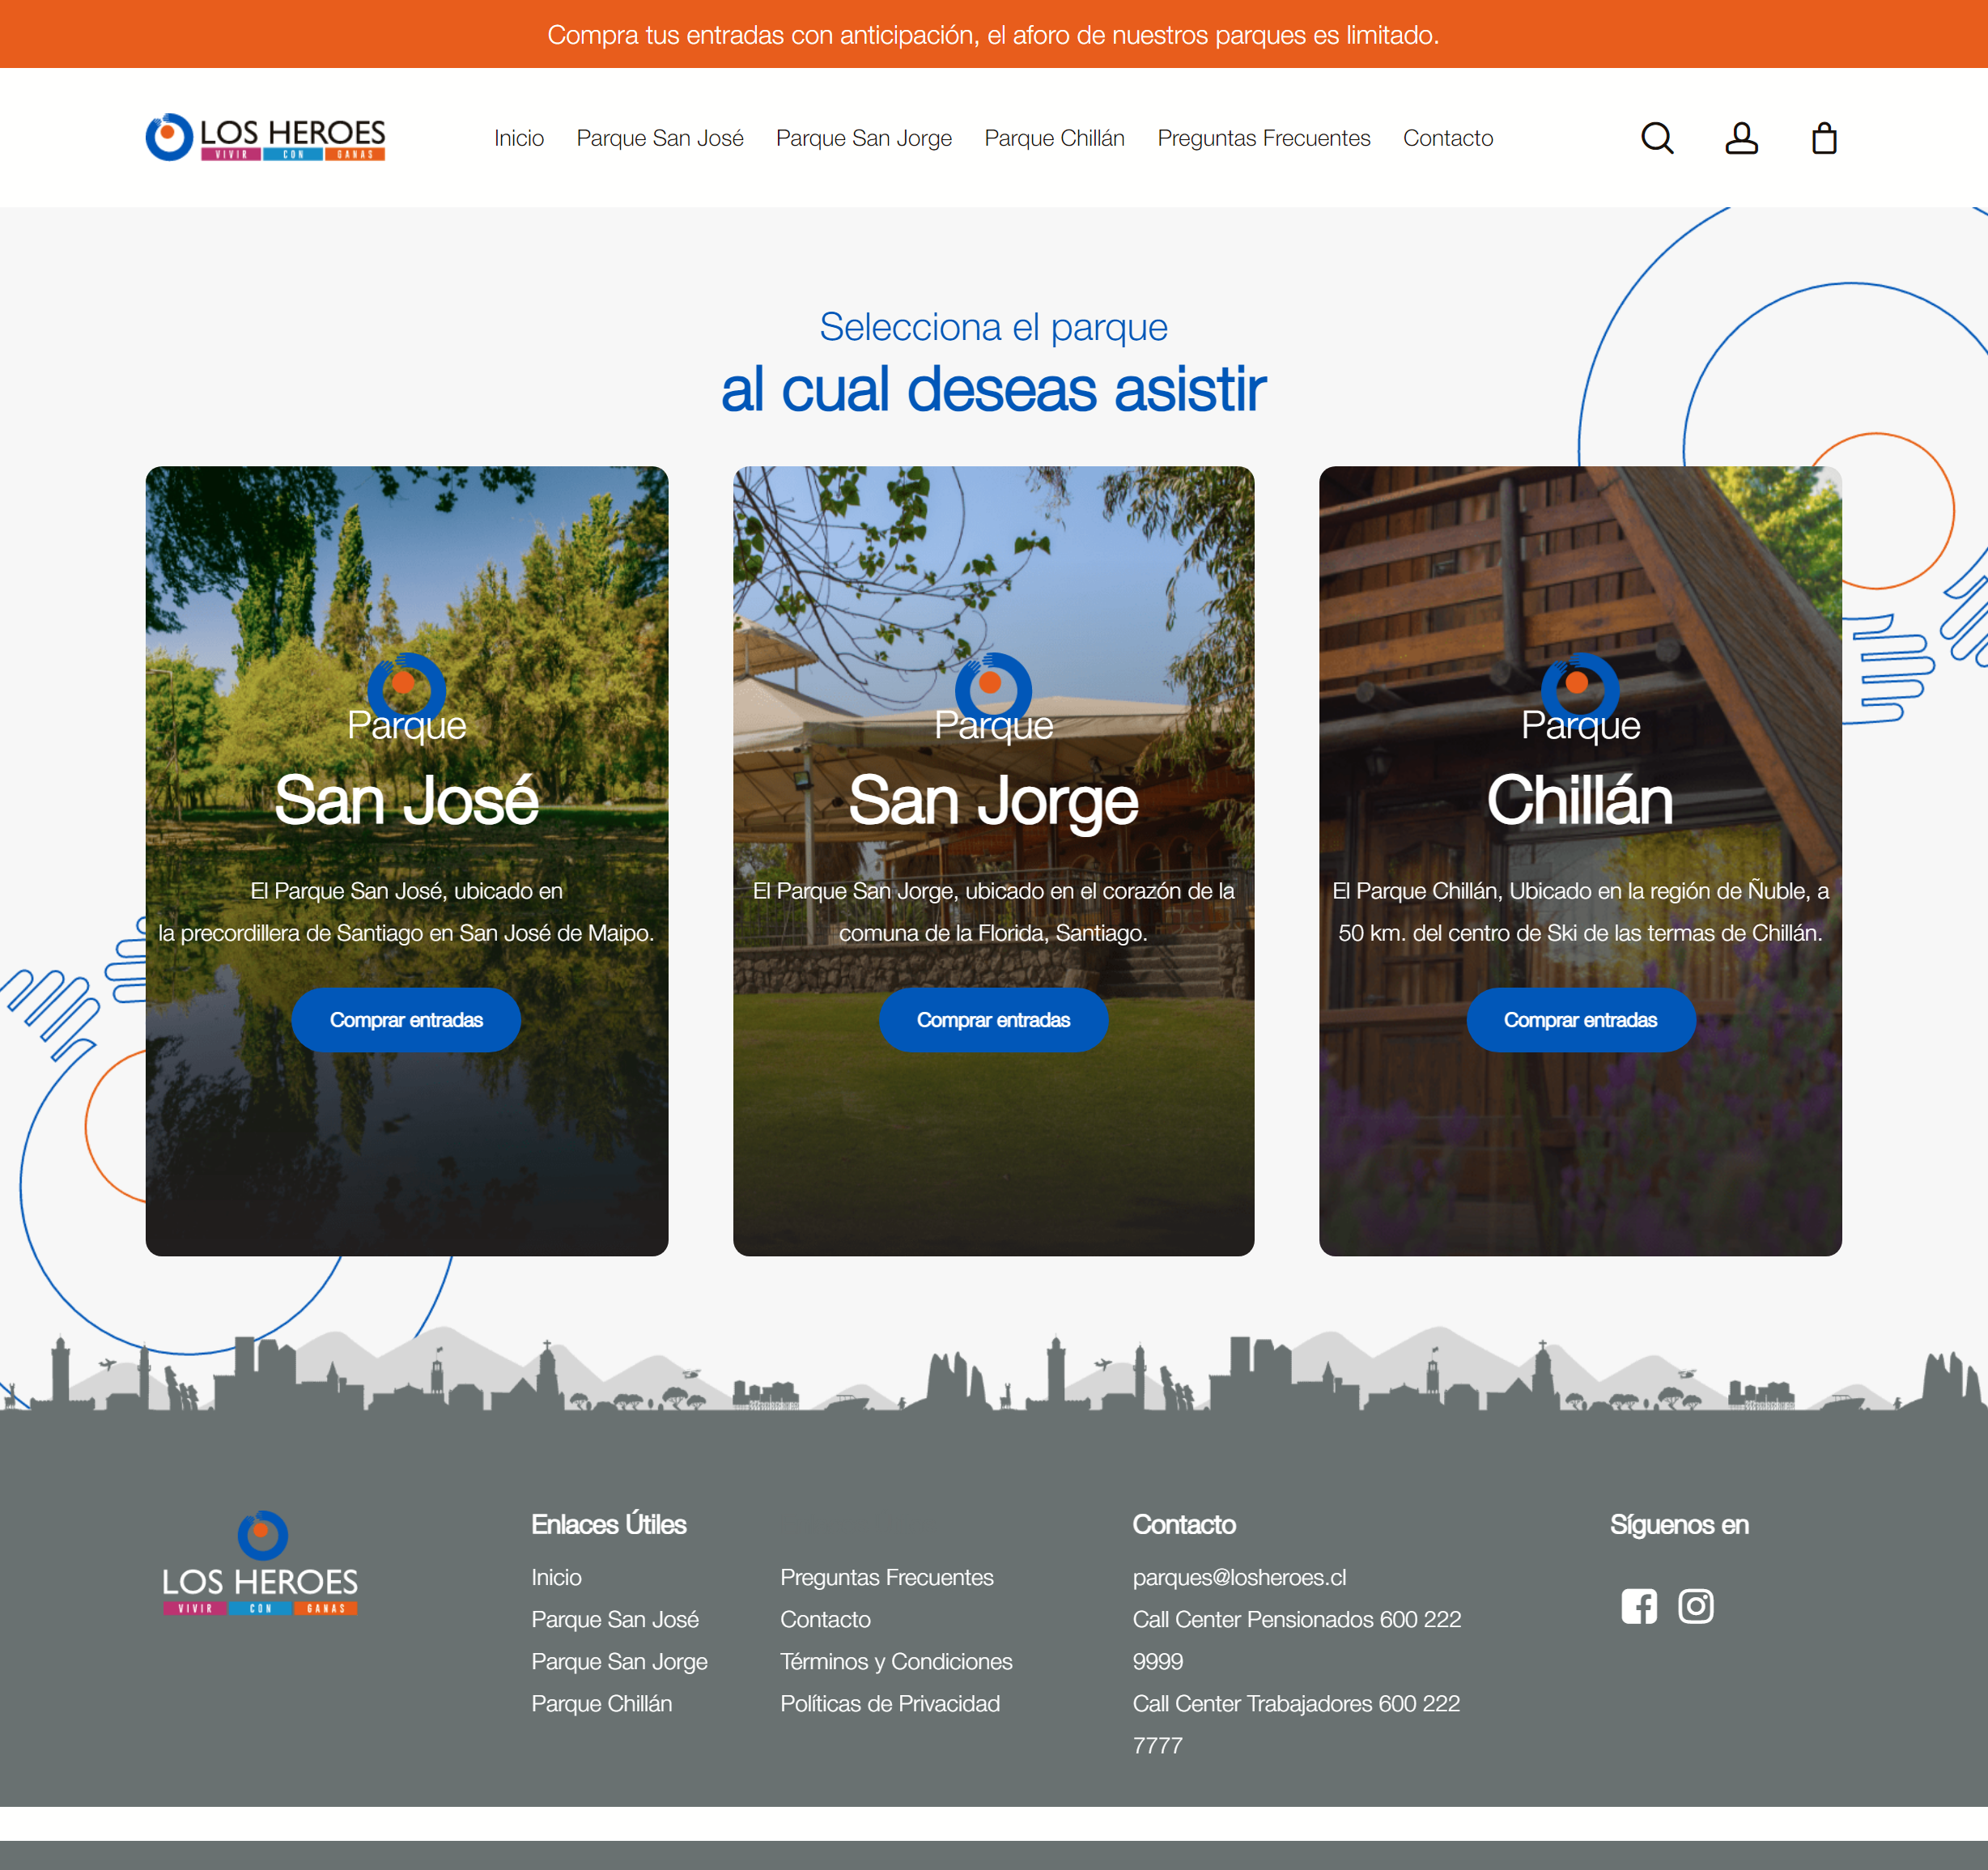 Compra tus entradas con anticipación, el aforo de nuestros parques es limitado.
LOS HEROES
VIVIR CON GANAS
Inicio
Parque San José
Parque San Jorge
Parque Chillán
Preguntas Frecuentes
Contacto
Selecciona el parque
al cual deseas asistir
Parque
San José
El Parque San José, ubicado en
la precordillera de Santiago en San José de Maipo.
Comprar entradas
Parque
San Jorge
El Parque San Jorge, ubicado en el corazón de la
comuna de la Florida, Santiago.
Comprar entradas
Parque
Chillán
El Parque Chillán, Ubicado en la región de Ñuble, a
50 km. del centro de Ski de las termas de Chillán.
Comprar entradas
LOS HEROES
VIVIR CON GANAS
Enlaces Útiles
Inicio
Parque San José
Parque San Jorge
Parque Chillán
Preguntas Frecuentes
Contacto
Términos y Condiciones
Políticas de Privacidad
Contacto
parques@losheroes.cl
Call Center Pensionados 600 222
9999
Call Center Trabajadores 600 222
7777
Síguenos en